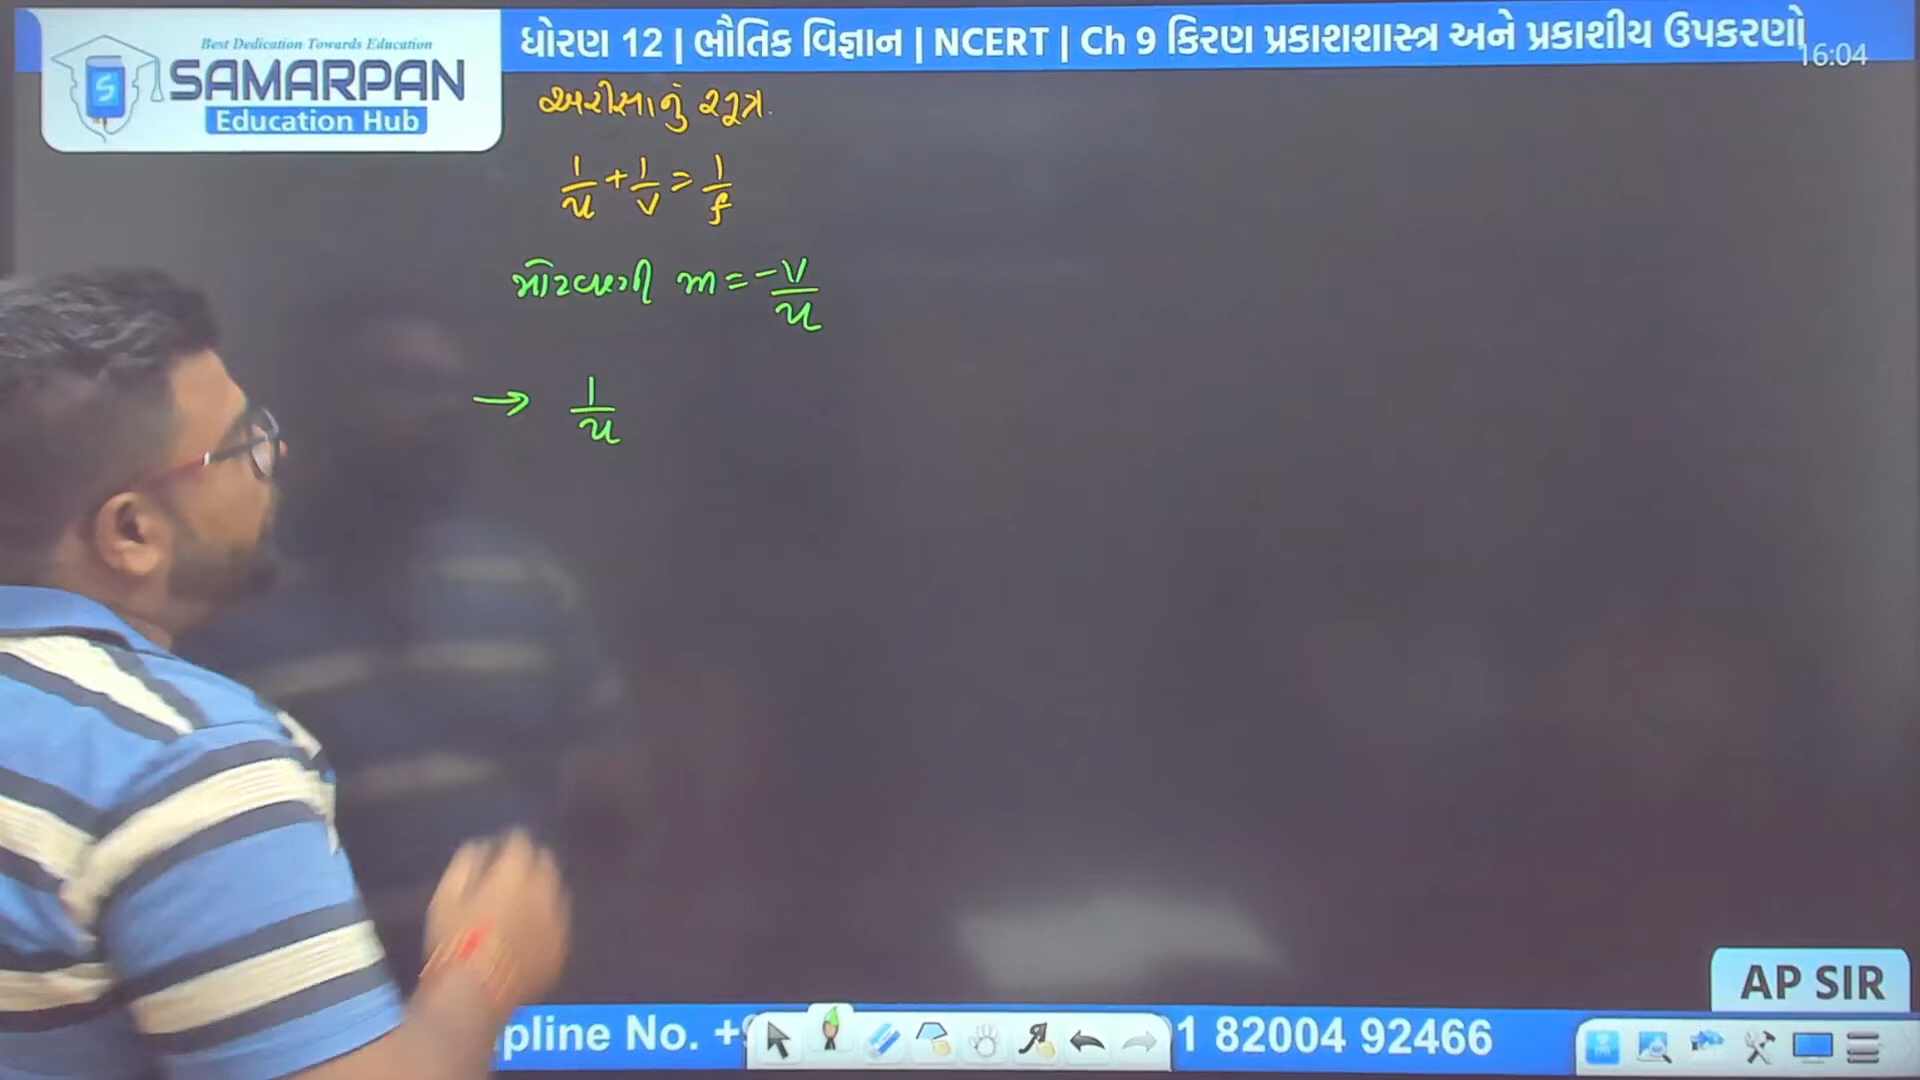 Best Dedication Towards Education
SAMARPAN
Education Hub
ધોરણ 12 | ભૌતિક વિજ્ઞાન | NCERT | Ch 9 કિરણ પ્રકાશશાસ્ત્ર અને પ્રકાશીય ઉપકરણો
16:04
અરીસાનું સૂત્ર.
1/u + 1/v = 1/f
મોટવણી m = -v/u
→ 1/u
AP SIR
pline No. +9
1 82004 92466